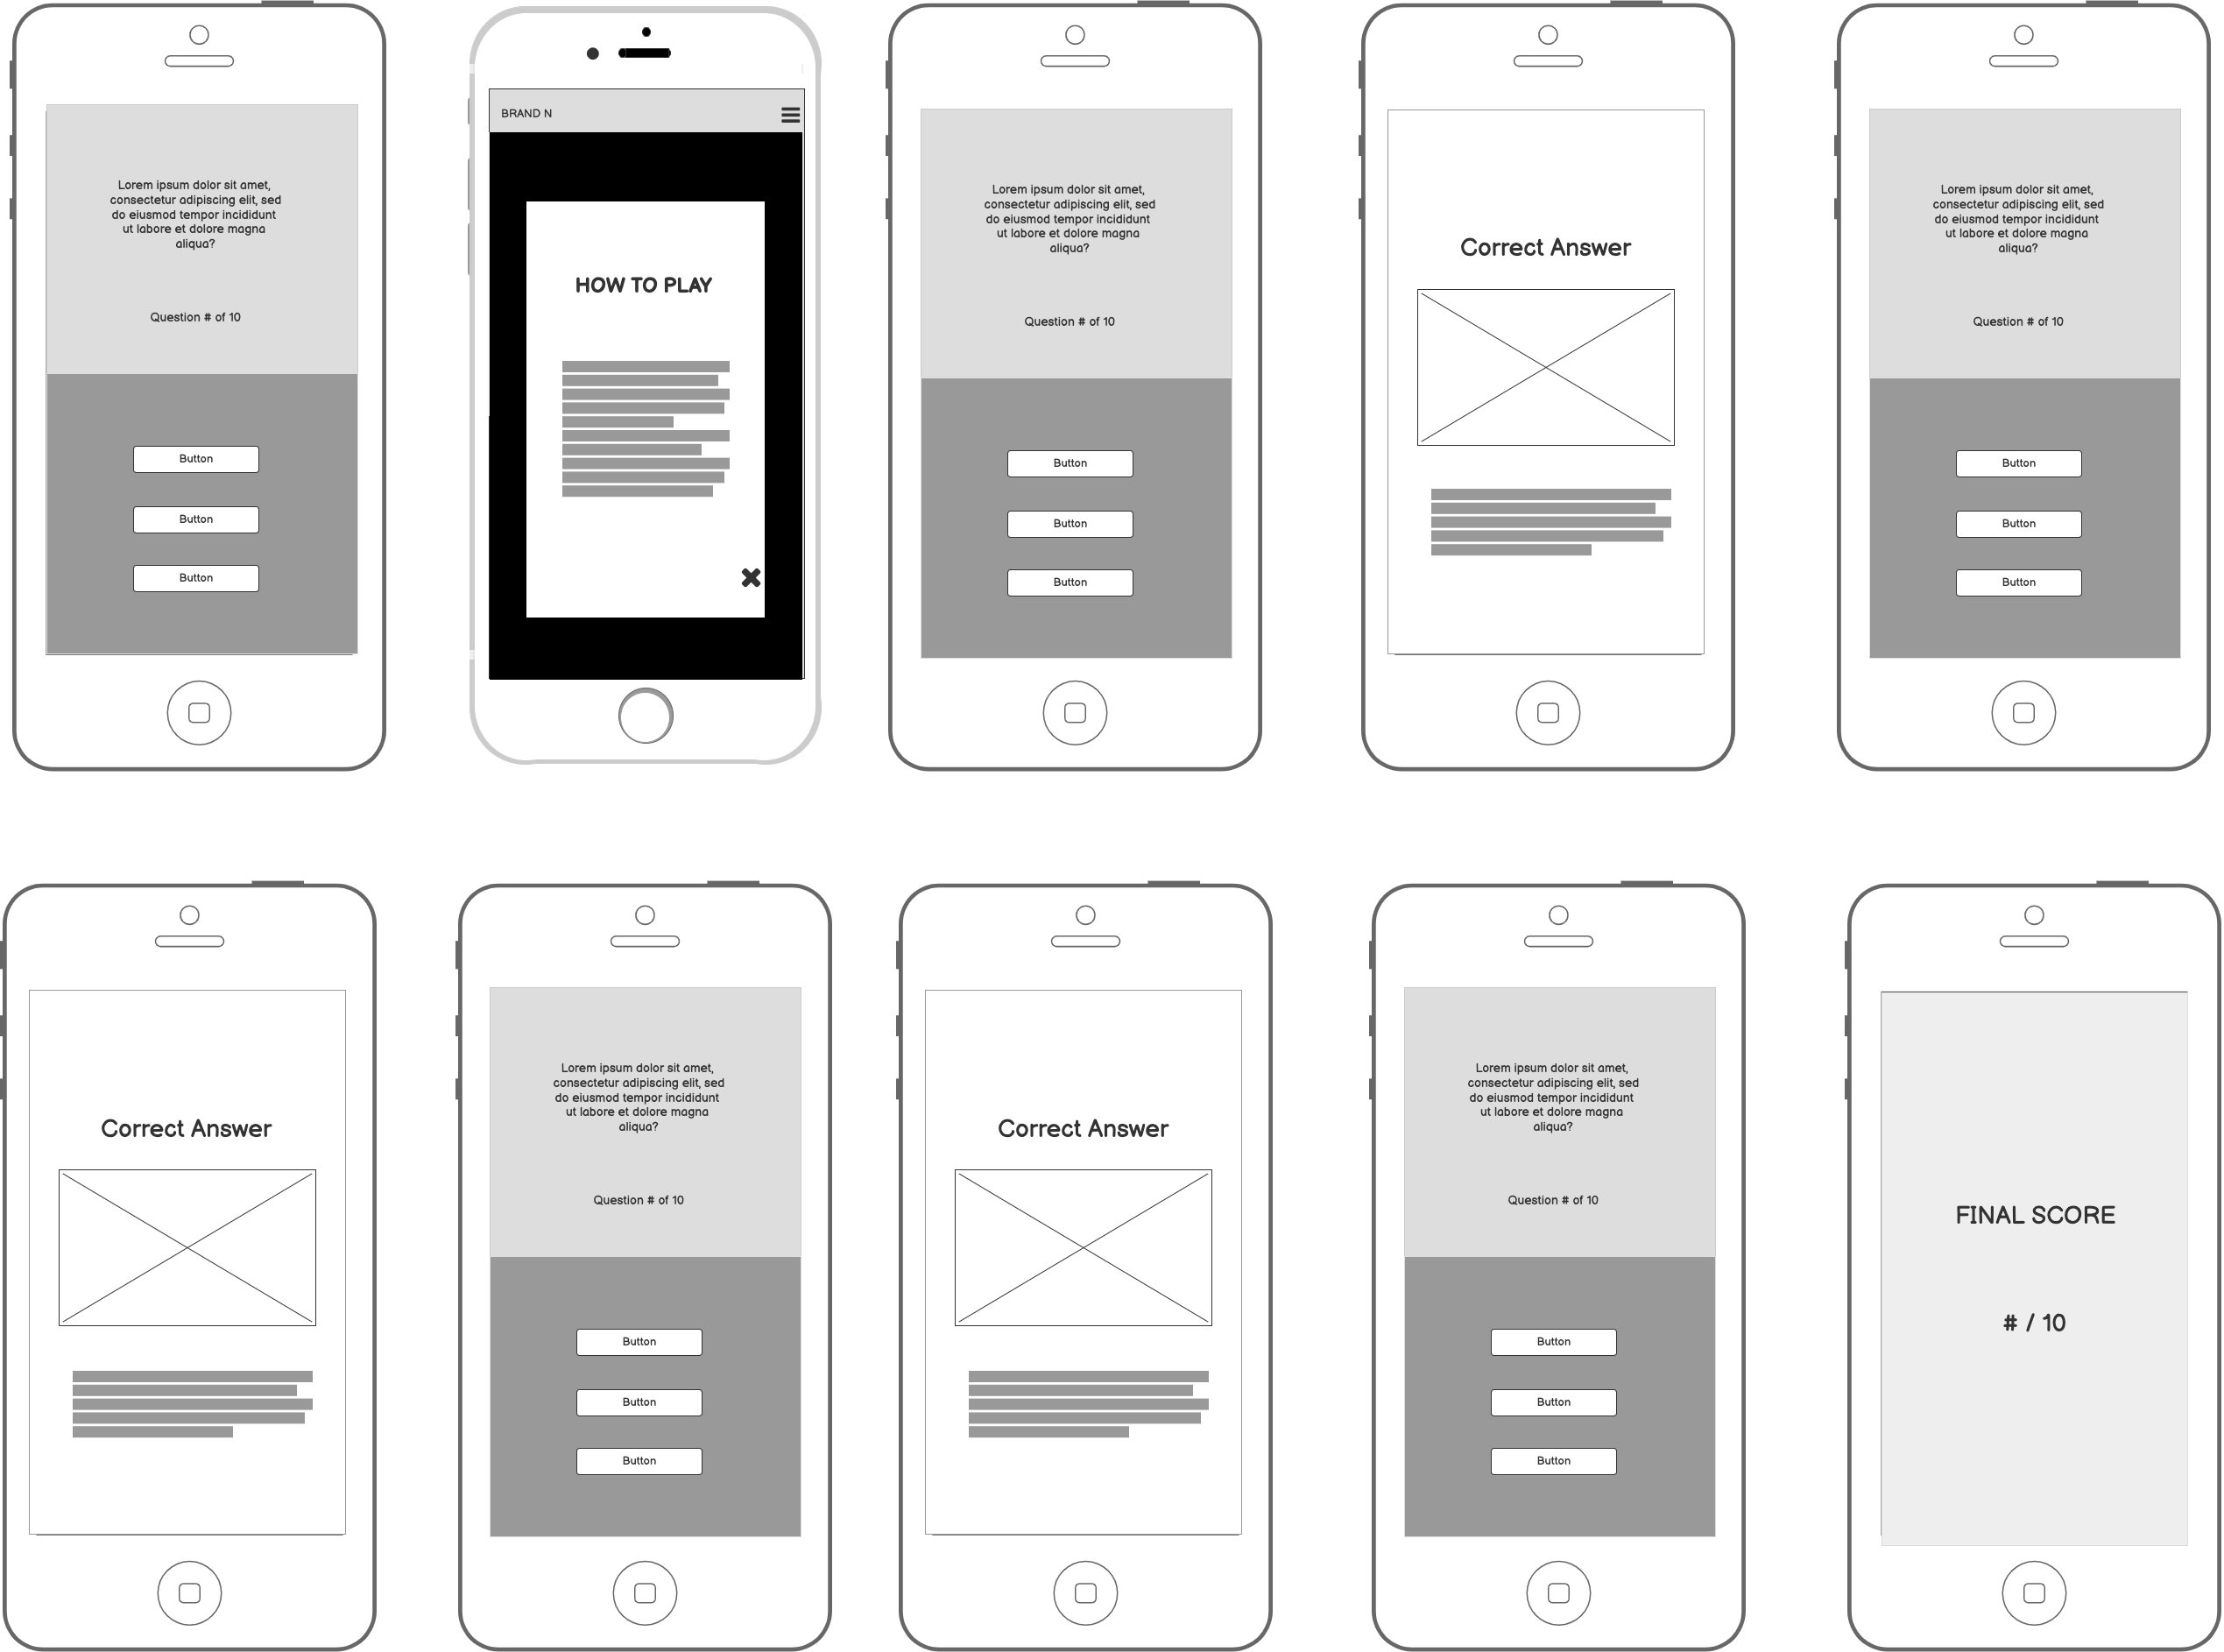 Lorem ipsum dolor sit amet,
consectetur adipiscing elit, sed
do eiusmod tempor incididunt
ut labore et dolore magna
aliqua?
Question # of 10
Button
Button
Button
BRAND N
HOW TO PLAY
Lorem ipsum dolor sit amet,
consectetur adipiscing elit, sed
do eiusmod tempor incididunt
ut labore et dolore magna
aliqua?
Question # of 10
Button
Button
Button
Correct Answer
Lorem ipsum dolor sit amet,
consectetur adipiscing elit, sed
do eiusmod tempor incididunt
ut labore et dolore magna
aliqua?
Question # of 10
Button
Button
Button
Correct Answer
Lorem ipsum dolor sit amet,
consectetur adipiscing elit, sed
do eiusmod tempor incididunt
ut labore et dolore magna
aliqua?
Question # of 10
Button
Button
Button
Correct Answer
Lorem ipsum dolor sit amet,
consectetur adipiscing elit, sed
do eiusmod tempor incididunt
ut labore et dolore magna
aliqua?
Question # of 10
Button
Button
Button
FINAL SCORE
# / 10